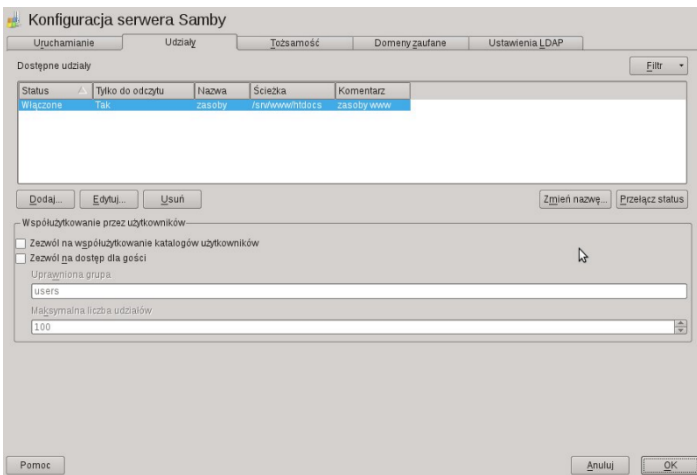 Konfiguracja serwera Samby
Uruchamianie Udziały Tożsamość Domeny zaufane Ustawienia LDAP
Dostępne udziały Filtr
Status Tylko do odczytu Nazwa Ścieżka Komentarz
Włączone Tak zasoby /srv/www/htdocs zasoby www
Dodaj... Edytuj... Usuń Zmień nazwę... Przełącz status
Współużytkowanie przez użytkowników
Zezwól na współużytkowanie katalogów użytkowników
Zezwól na dostęp dla gości
Uprawniona grupa
users
Maksymalna liczba udziałów
100
Pomoc Anuluj OK